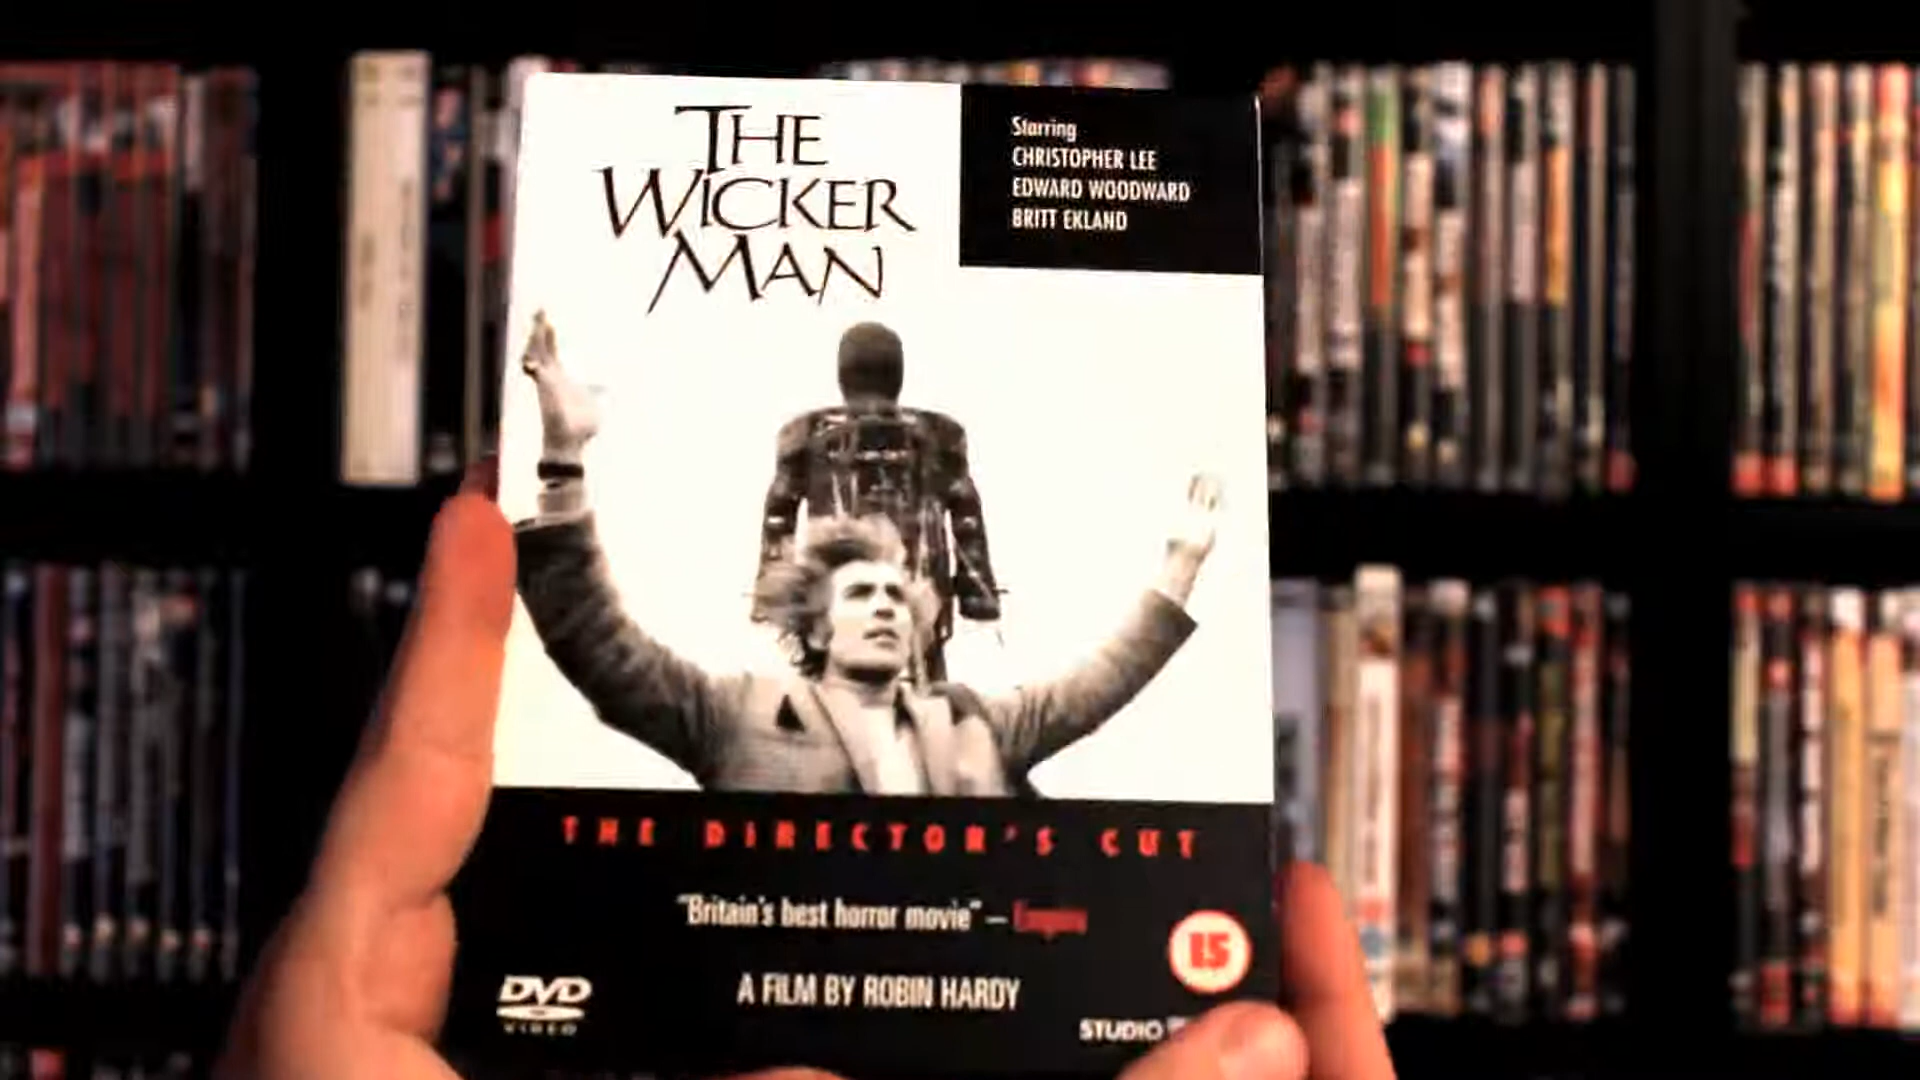 THE
WICKER
MAN
Starring
CHRISTOPHER LEE
EDWARD WOODWARD
BRITT EKLAND
THE DIRECTOR'S CUT
"Britain's best horror movie" – Empire
15
A FILM BY ROBIN HARDY
DVD
VIDEO
STUDIO